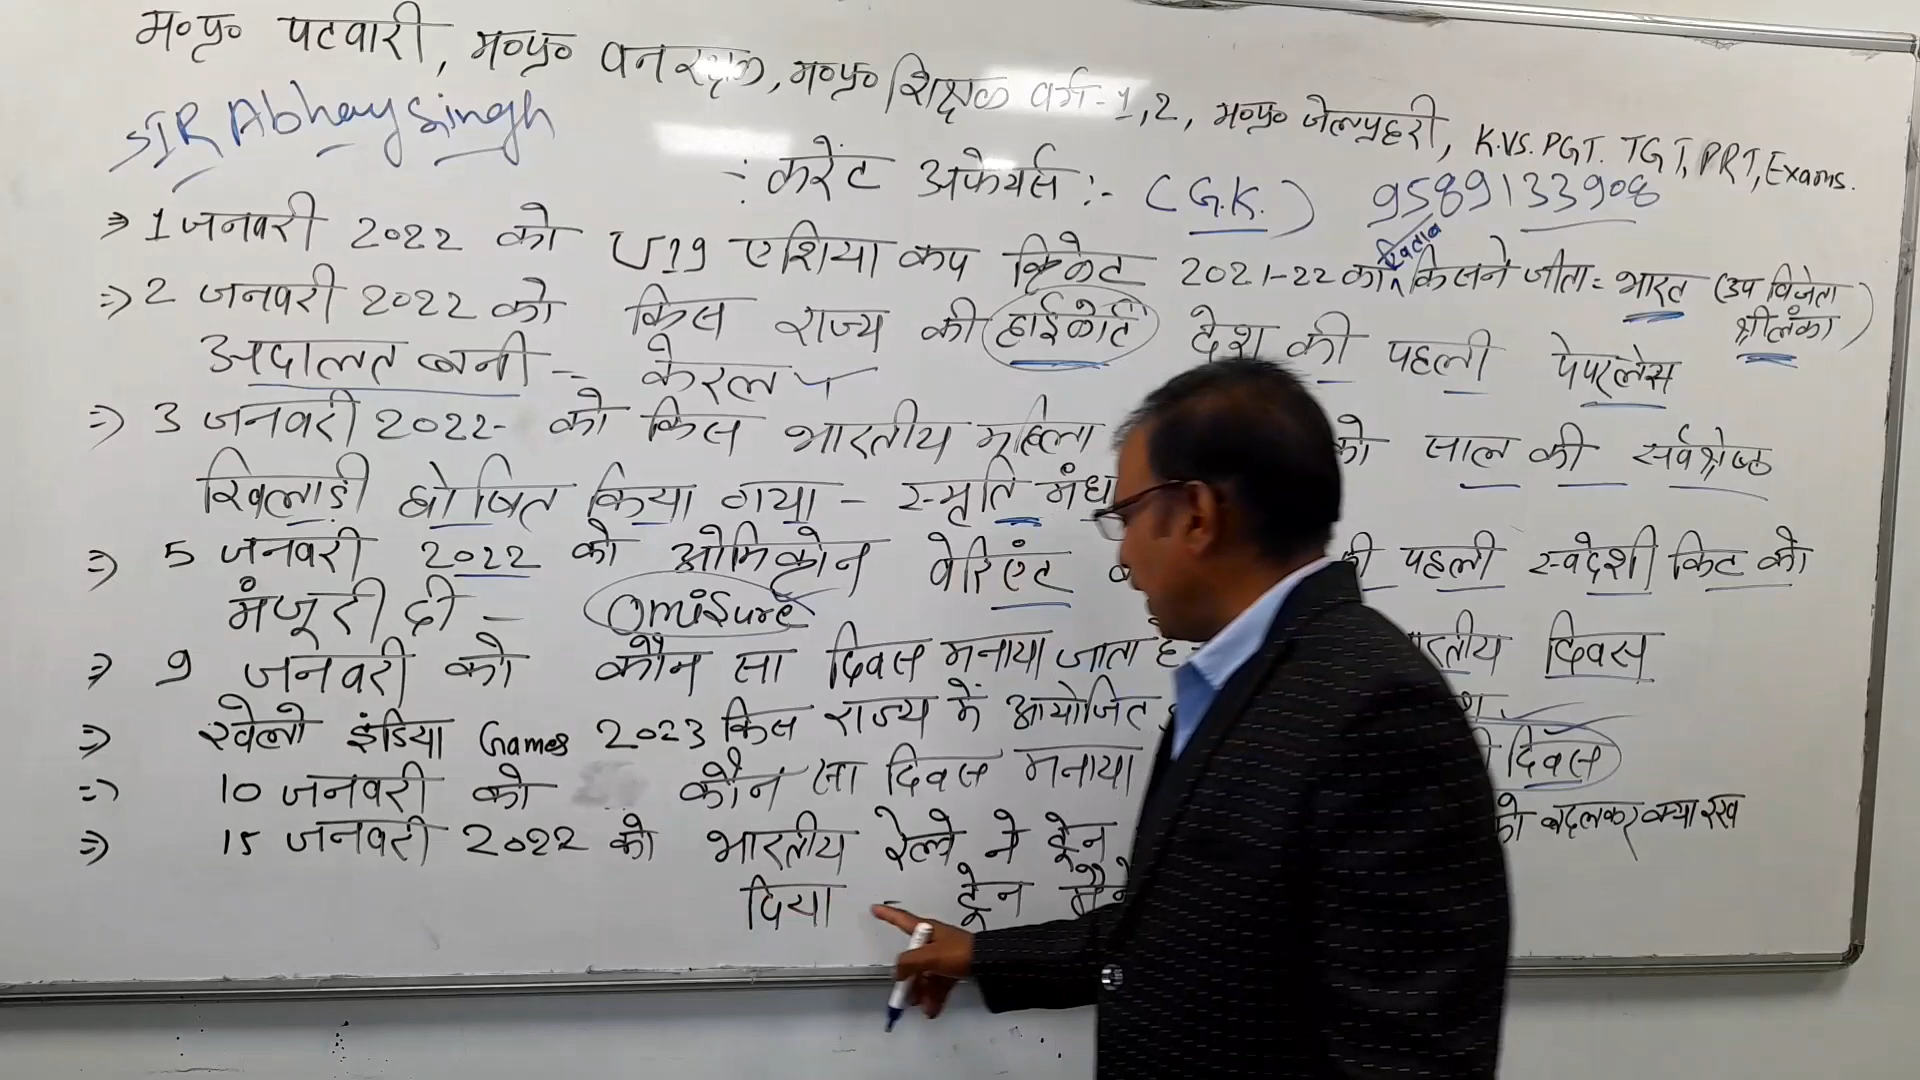 म०प्र० पटवारी, म०प्र० वनरक्षक, म०प्र० शिक्षक वर्ग-1,2, म०प्र० जेलप्रहरी, K.V.S. PGT. TGT, PRT, Exams.
SIR Abhay Singh
÷ करेंट अफेयर्स :- (G.K.) 9589133908
⇒ 1 जनवरी 2022 को U19 एशिया कप क्रिकेट 2021-22 का खिताब किसने जीता = भारत (उप विजेता श्रीलंका)
⇒ 2 जनवरी 2022 को किस राज्य की हाईकोर्ट देश की पहली पेपरलेस
अदालत बनी - केरल
⇒ 3 जनवरी 2022 - को किस भारतीय महिला को साल की सर्वश्रेष्ठ
खिलाड़ी घोषित किया गया - स्मृति मंध
⇒ 5 जनवरी 2022 को ओमिक्रोन वेरिएंट की पहली स्वदेशी किट को
मंजूरी दी - OmiSure
⇒ 9 जनवरी को कौन सा दिवस मनाया जाता है दिवस
⇒ खेलो इंडिया Games 2023 किस राज्य में आयोजित
⇒ 10 जनवरी को कौन सा दिवस मनाया दिवस
⇒ 15 जनवरी 2022 को भारतीय रेल्वे ने ट्रेन को बदलकर क्या रख
दिया - ट्रेन मैने